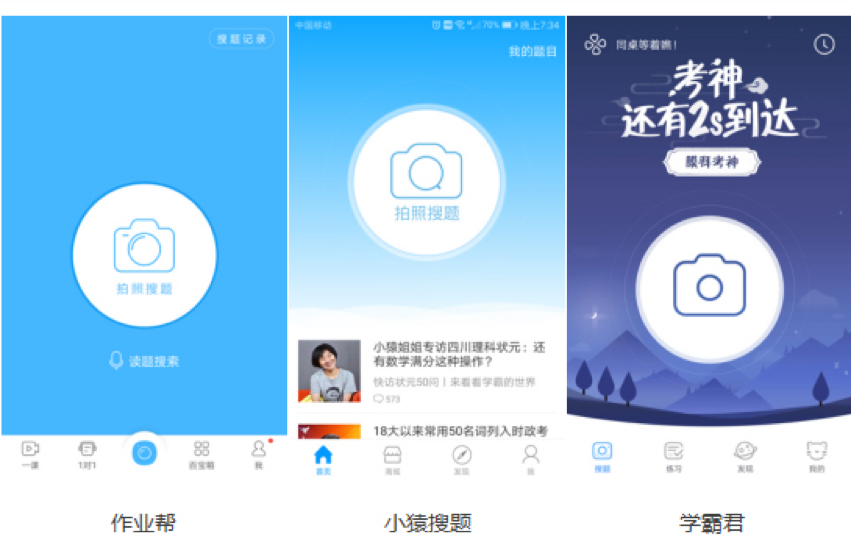 搜题记录
拍照搜题
读题搜索
一课
1对1
百宝箱
我
作业帮
中国移动
70%
晚上7:34
我的题目
拍照搜题
小猿姐姐专访四川理科状元：还
有数学满分这种操作？
快访状元50问丨来看看学霸的世界
573
18大以来常用50名词列入时政考
首页
商城
发现
我
小猿搜题
同桌等着瞧！
考神
还有2s到达
膜拜考神
搜题
练习
发现
我的
学霸君